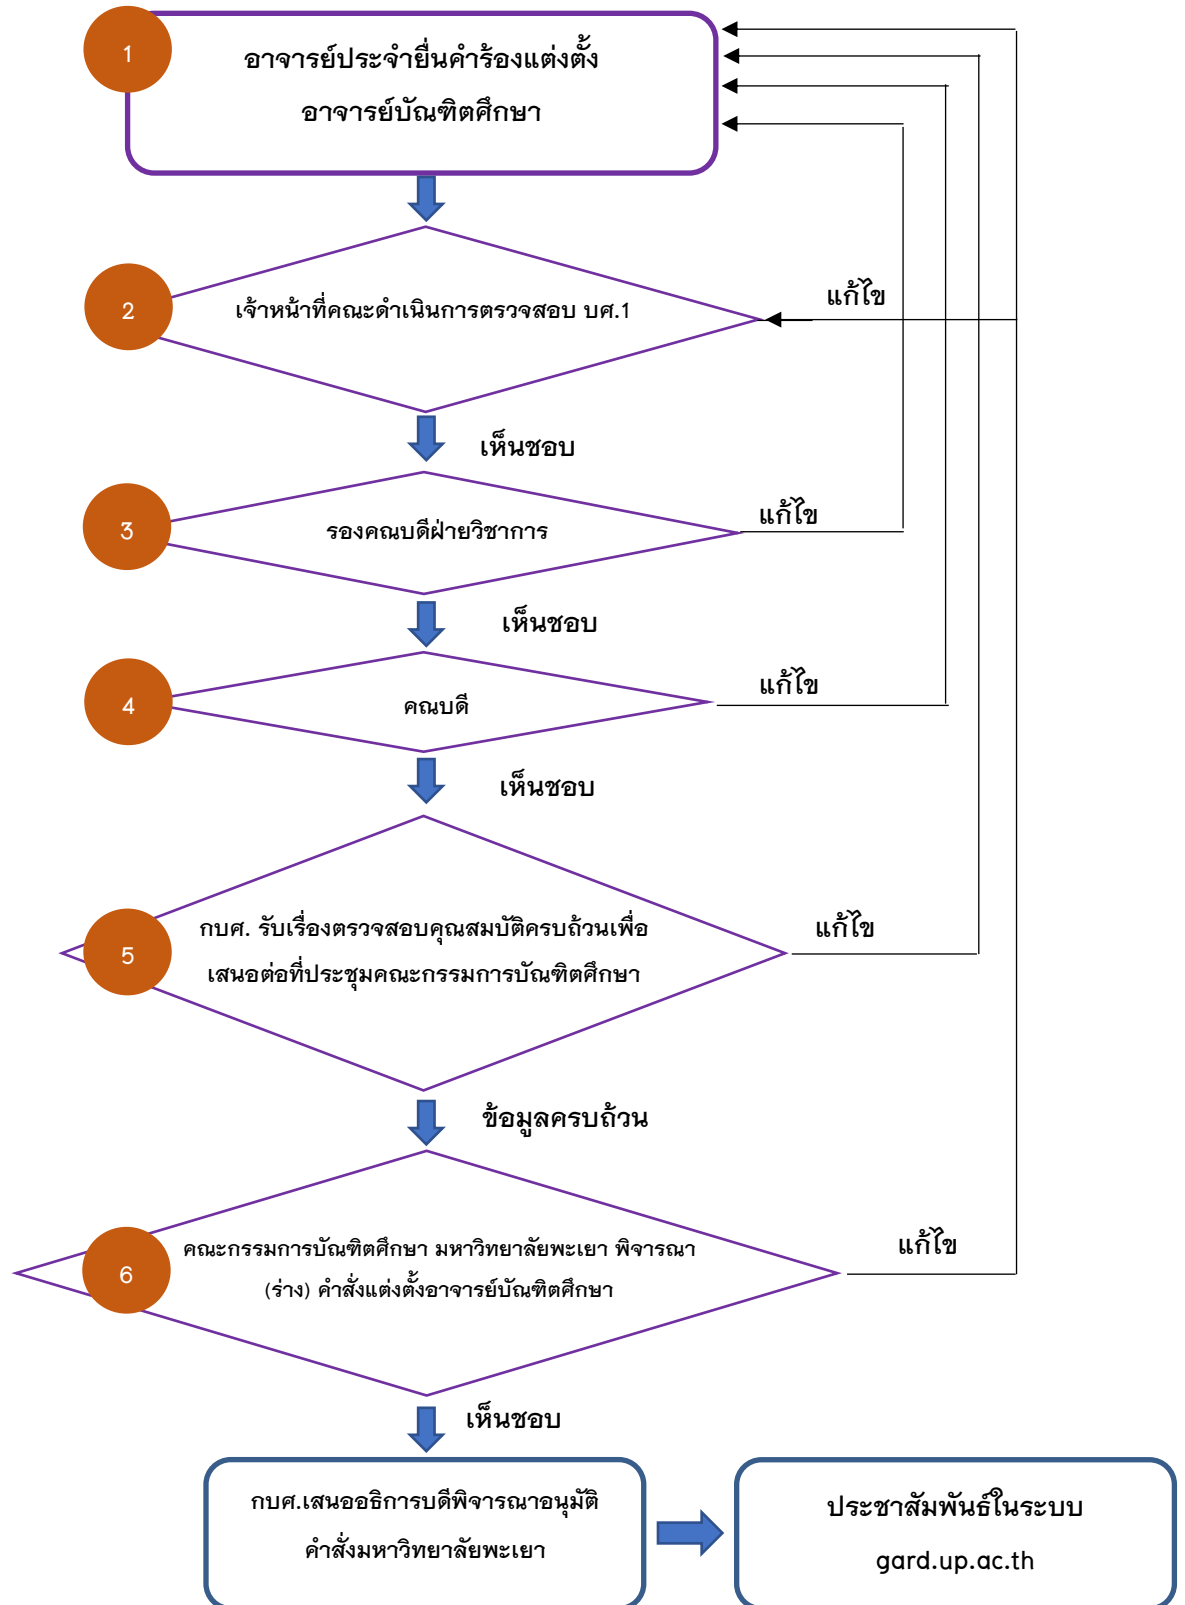 1
อาจารย์ประจำยื่นคำร้องแต่งตั้ง
อาจารย์บัณฑิตศึกษา
2
เจ้าหน้าที่คณะดำเนินการตรวจสอบ บศ.1
แก้ไข
เห็นชอบ
3
รองคณบดีฝ่ายวิชาการ
แก้ไข
เห็นชอบ
4
คณบดี
แก้ไข
เห็นชอบ
5
กบศ. รับเรื่องตรวจสอบคุณสมบัติครบถ้วนเพื่อ
เสนอต่อที่ประชุมคณะกรรมการบัณฑิตศึกษา
แก้ไข
ข้อมูลครบถ้วน
6
คณะกรรมการบัณฑิตศึกษา มหาวิทยาลัยพะเยา พิจารณา
(ร่าง) คำสั่งแต่งตั้งอาจารย์บัณฑิตศึกษา
แก้ไข
เห็นชอบ
กบศ.เสนออธิการบดีพิจารณาอนุมัติ
คำสั่งมหาวิทยาลัยพะเยา
ประชาสัมพันธ์ในระบบ
gard.up.ac.th